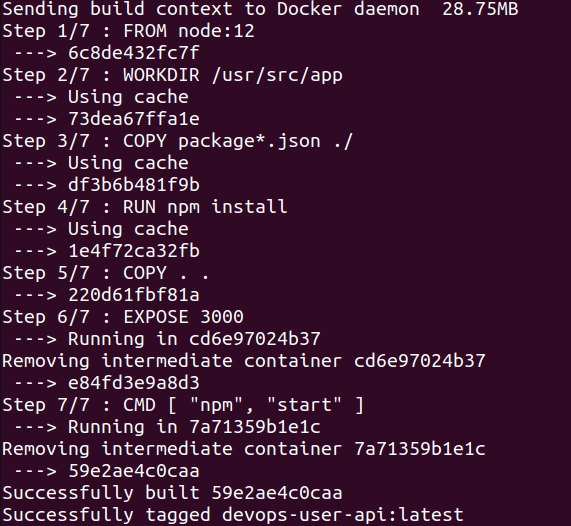 Sending build context to Docker daemon  28.75MB
Step 1/7 : FROM node:12
 ---> 6c8de432fc7f
Step 2/7 : WORKDIR /usr/src/app
 ---> Using cache
 ---> 73dea67ffa1e
Step 3/7 : COPY package*.json ./
 ---> Using cache
 ---> df3b6b481f9b
Step 4/7 : RUN npm install
 ---> Using cache
 ---> 1e4f72ca32fb
Step 5/7 : COPY . .
 ---> 220d61fbf81a
Step 6/7 : EXPOSE 3000
 ---> Running in cd6e97024b37
Removing intermediate container cd6e97024b37
 ---> e84fd3e9a8d3
Step 7/7 : CMD [ "npm", "start" ]
 ---> Running in 7a71359b1e1c
Removing intermediate container 7a71359b1e1c
 ---> 59e2ae4c0caa
Successfully built 59e2ae4c0caa
Successfully tagged devops-user-api:latest